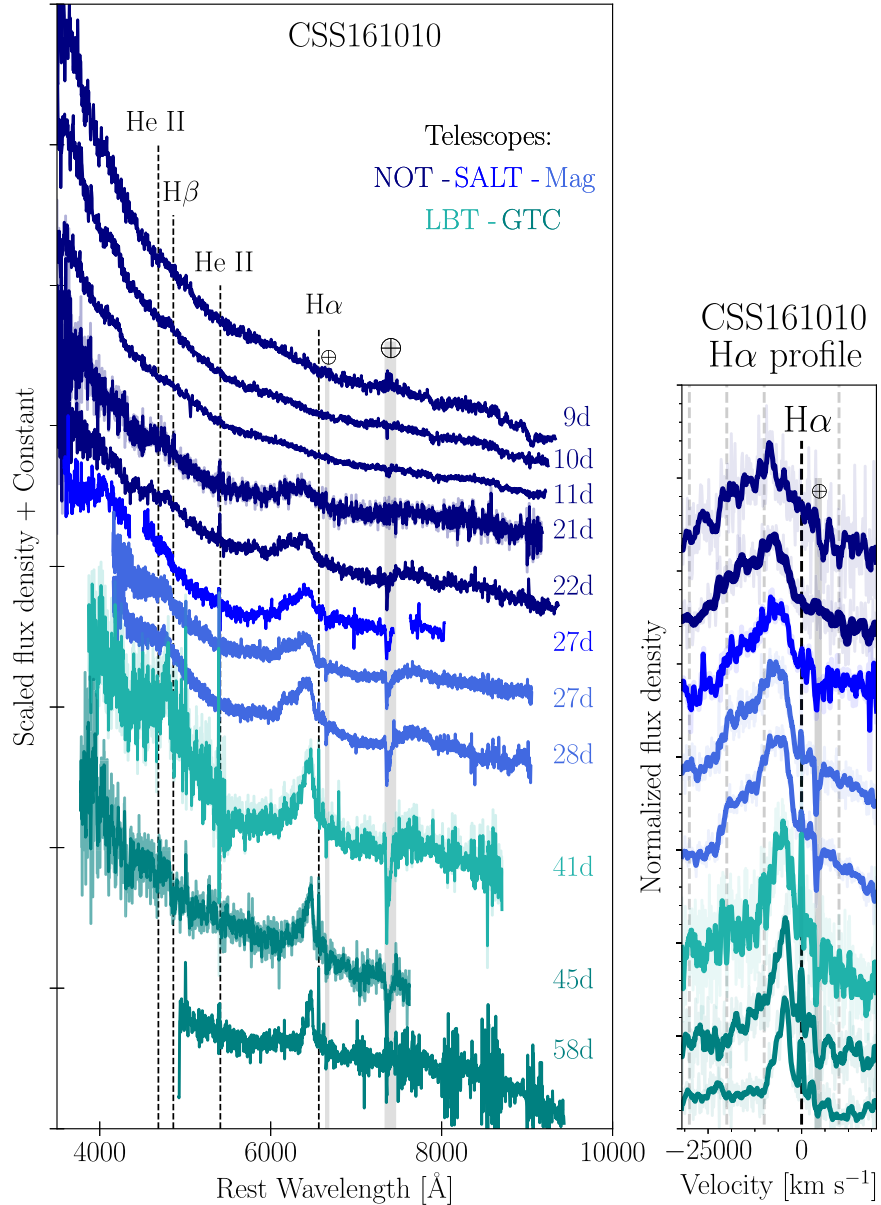 CSS161010
Telescopes:
NOT - SALT - Mag
LBT - GTC
He II
Hβ
He II
Hα
⊕
⊕
9d
10d
11d
21d
22d
27d
27d
28d
41d
45d
58d
Scaled flux density + Constant
4000 6000 8000 10000
Rest Wavelength [Å]
CSS161010
Hα profile
Hα
⊕
Normalized flux density
−25000 0
Velocity [km s⁻¹]